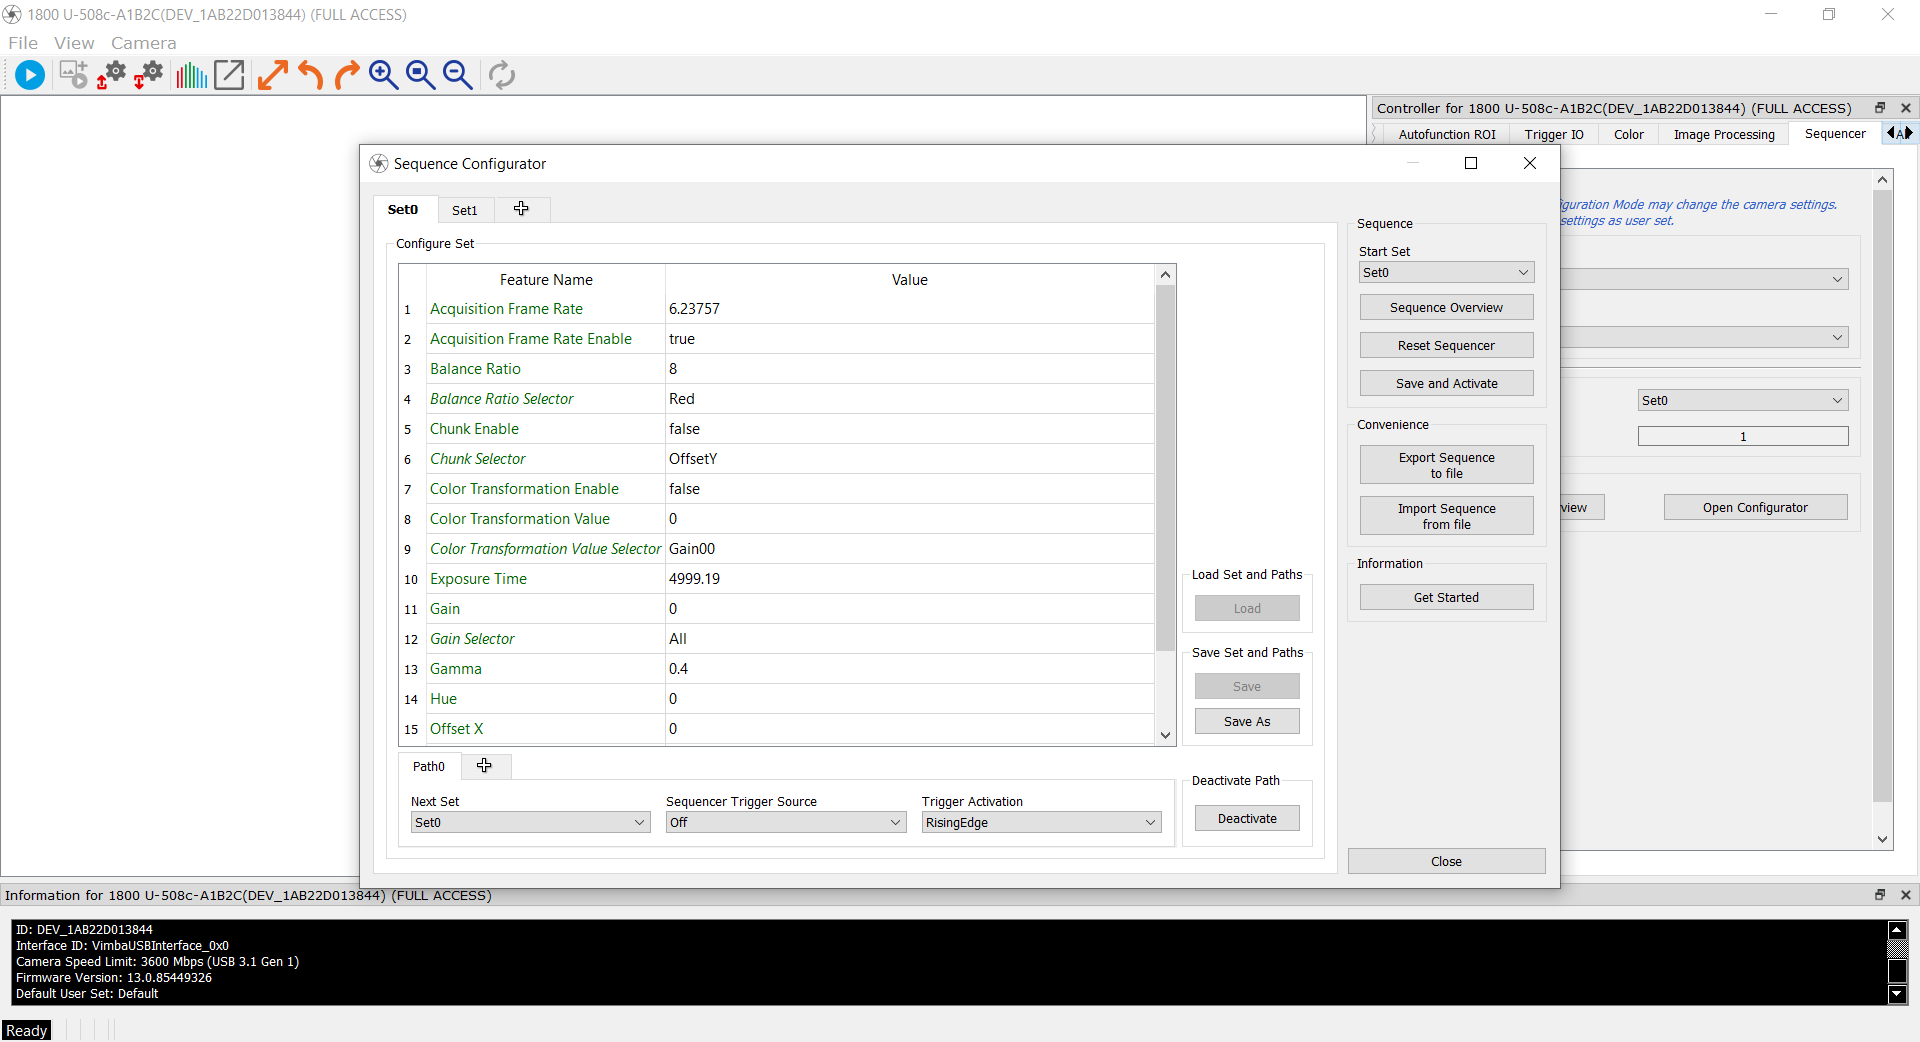 1800 U-508c-A1B2C(DEV_1AB22D013844) (FULL ACCESS)
File View Camera
Controller for 1800 U-508c-A1B2C(DEV_1AB22D013844) (FULL ACCESS)
Autofunction ROI Trigger IO Color Image Processing Sequencer
Sequence Configurator
Set0 Set1
Configure Set
Feature Name Value
1 Acquisition Frame Rate 6.23757
2 Acquisition Frame Rate Enable true
3 Balance Ratio 8
4 Balance Ratio Selector Red
5 Chunk Enable false
6 Chunk Selector OffsetY
7 Color Transformation Enable false
8 Color Transformation Value 0
9 Color Transformation Value Selector Gain00
10 Exposure Time 4999.19
11 Gain 0
12 Gain Selector All
13 Gamma 0.4
14 Hue 0
15 Offset X 0
Load Set and Paths
Load
Save Set and Paths
Save
Save As
Path0
Next Set Sequencer Trigger Source Trigger Activation
Set0 Off RisingEdge
Deactivate Path
Deactivate
Sequence
Start Set
Set0
Sequence Overview
Reset Sequencer
Save and Activate
Convenience
Export Sequence
to file
Import Sequence
from file
Information
Get Started
Close
guration Mode may change the camera settings.
settings as user set.
Set0
1
view Open Configurator
Information for 1800 U-508c-A1B2C(DEV_1AB22D013844) (FULL ACCESS)
ID: DEV_1AB22D013844
Interface ID: VimbaUSBInterface_0x0
Camera Speed Limit: 3600 Mbps (USB 3.1 Gen 1)
Firmware Version: 13.0.85449326
Default User Set: Default
Ready